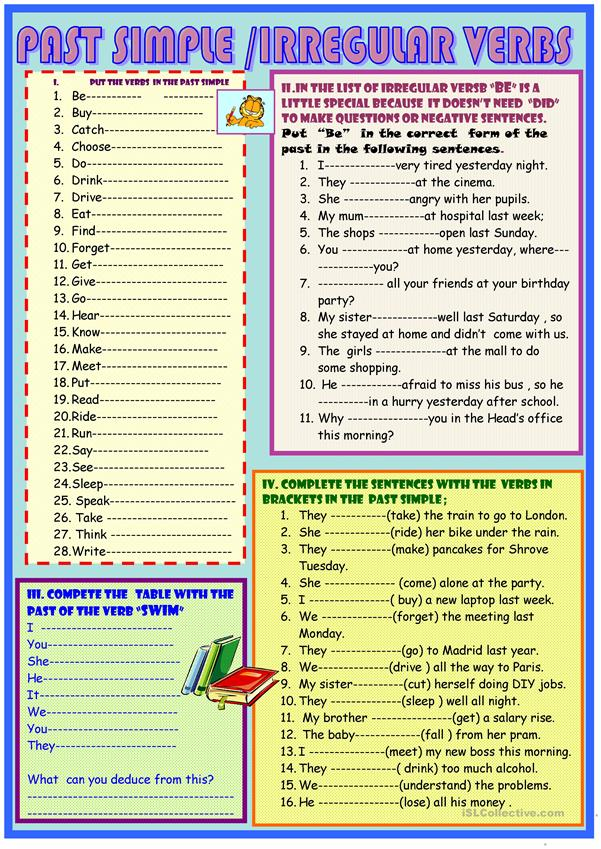 PAST SIMPLE /IRREGULAR VERBS
I. PUT THE VERBS IN THE PAST SIMPLE
1. Be----------- ----------
2. Buy----------------------
3. Catch--------------------
4. Choose----------------------
5. Do---------------------------
6. Drink-----------------------
7. Drive--------------------------
8. Eat--------------------------
9. Find--------------------------
10. Forget------------------------
11. Get--------------------------
12. Give--------------------------
13. Go----------------------------
14. Hear-------------------------
15. Know-------------------------
16. Make------------------------
17. Meet-------------------------
18. Put--------------------------
19. Read-------------------------
20.Ride--------------------------
21. Run--------------------------
22.Say-----------------------
23.See-------------------------
24.Sleep-----------------------
25. Speak-----------------------
26. Take ------------------------
27. Think ------------------------
28.Write-----------------------
II.IN THE LIST OF IRREGULAR VERSB "BE" IS A
LITTLE SPECIAL BECAUSE IT DOESN'T NEED "DID"
TO MAKE QUESTIONS OR NEGATIVE SENTENCES.
Put "Be" in the correct form of the
past in the following sentences.
1. I--------------very tired yesterday night.
2. They -------------at the cinema.
3. She -------------angry with her pupils.
4. My mum------------at hospital last week;
5. The shops ------------open last Sunday.
6. You -------------at home yesterday, where---
------------you?
7. ------------- all your friends at your birthday
party?
8. My sister-------------well last Saturday , so
she stayed at home and didn't come with us.
9. The girls --------------at the mall to do
some shopping.
10. He ------------afraid to miss his bus , so he
----------in a hurry yesterday after school.
11. Why ----------------you in the Head's office
this morning?
III. COMPETE THE TABLE WITH THE
PAST OF THE VERB "SWIM"
I --------------------------
You-------------------------
She--------------------------
He--------------------------
It--------------------------
We-------------------------
You-------------------------
They------------------------
What can you deduce from this?
------------------------------------
------------------------------------
IV. COMPLETE THE SENTENCES WITH THE VERBS IN
BRACKETS IN THE PAST SIMPLE;
1. They -----------(take) the train to go to London.
2. She ------------(ride) her bike under the rain.
3. They -----------(make) pancakes for Shrove
Tuesday.
4. She ------------ (come) alone at the party.
5. I --------------( buy) a new laptop last week.
6. We -------------(forget) the meeting last
Monday.
7. They ------------(go) to Madrid last year.
8. We-------------(drive ) all the way to Paris.
9. My sister----------(cut) herself doing DIY jobs.
10. They -----------(sleep ) well all night.
11. My brother ----------------(get) a salary rise.
12. The baby------------(fall ) from her pram.
13. I ---------------(meet) my new boss this morning.
14. They -----------( drink) too much alcohol.
15. We---------------(understand) the problems.
16. He ------------(lose) all his money .
iSLCollective.com